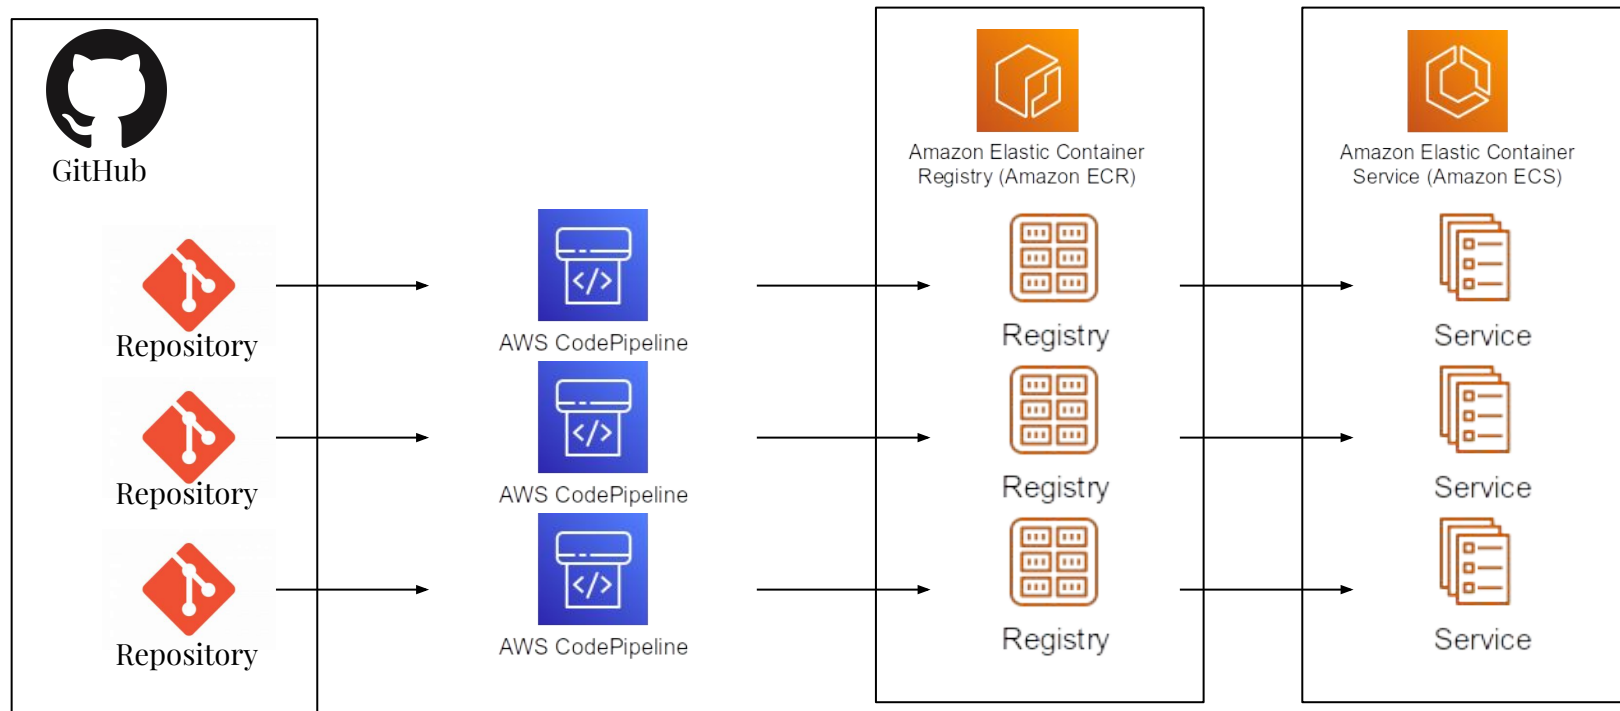 GitHub
Amazon Elastic Container
Registry (Amazon ECR)
Amazon Elastic Container
Service (Amazon ECS)
Repository
AWS CodePipeline
Registry
Service
Repository
AWS CodePipeline
Registry
Service
Repository
AWS CodePipeline
Registry
Service